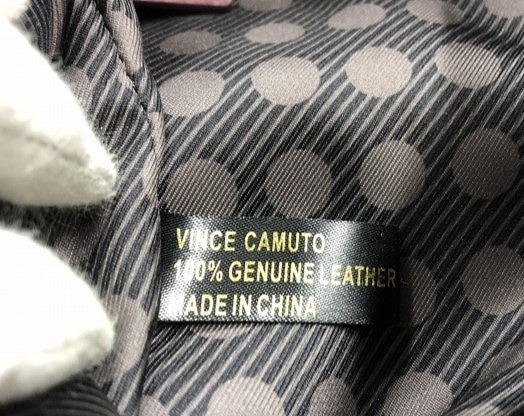 VINCE CAMUTO
100% GENUINE LEATHER
MADE IN CHINA